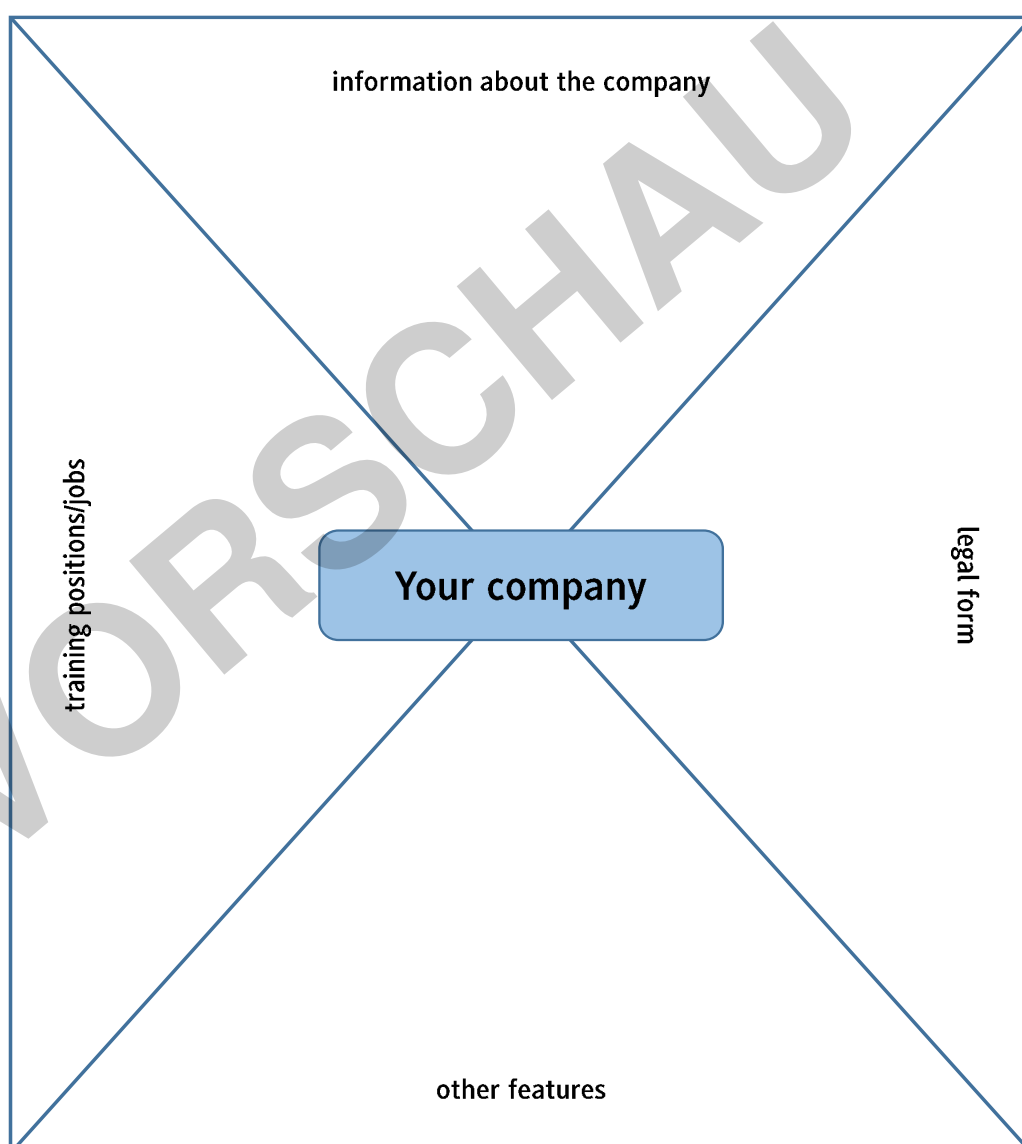 information about the company
training positions/jobs
Your company
legal form
other features
VORSCHAU